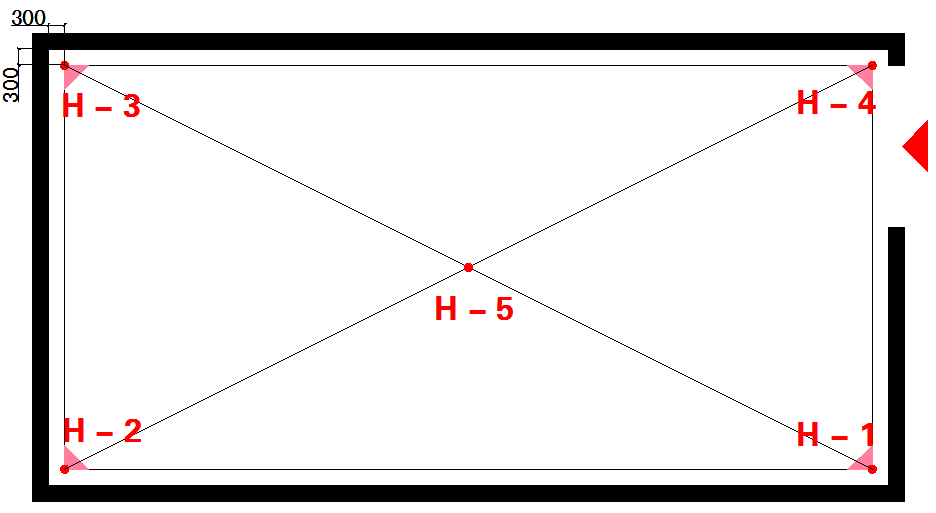 300
300
H – 3
H – 4
H – 5
H – 2
H – 1